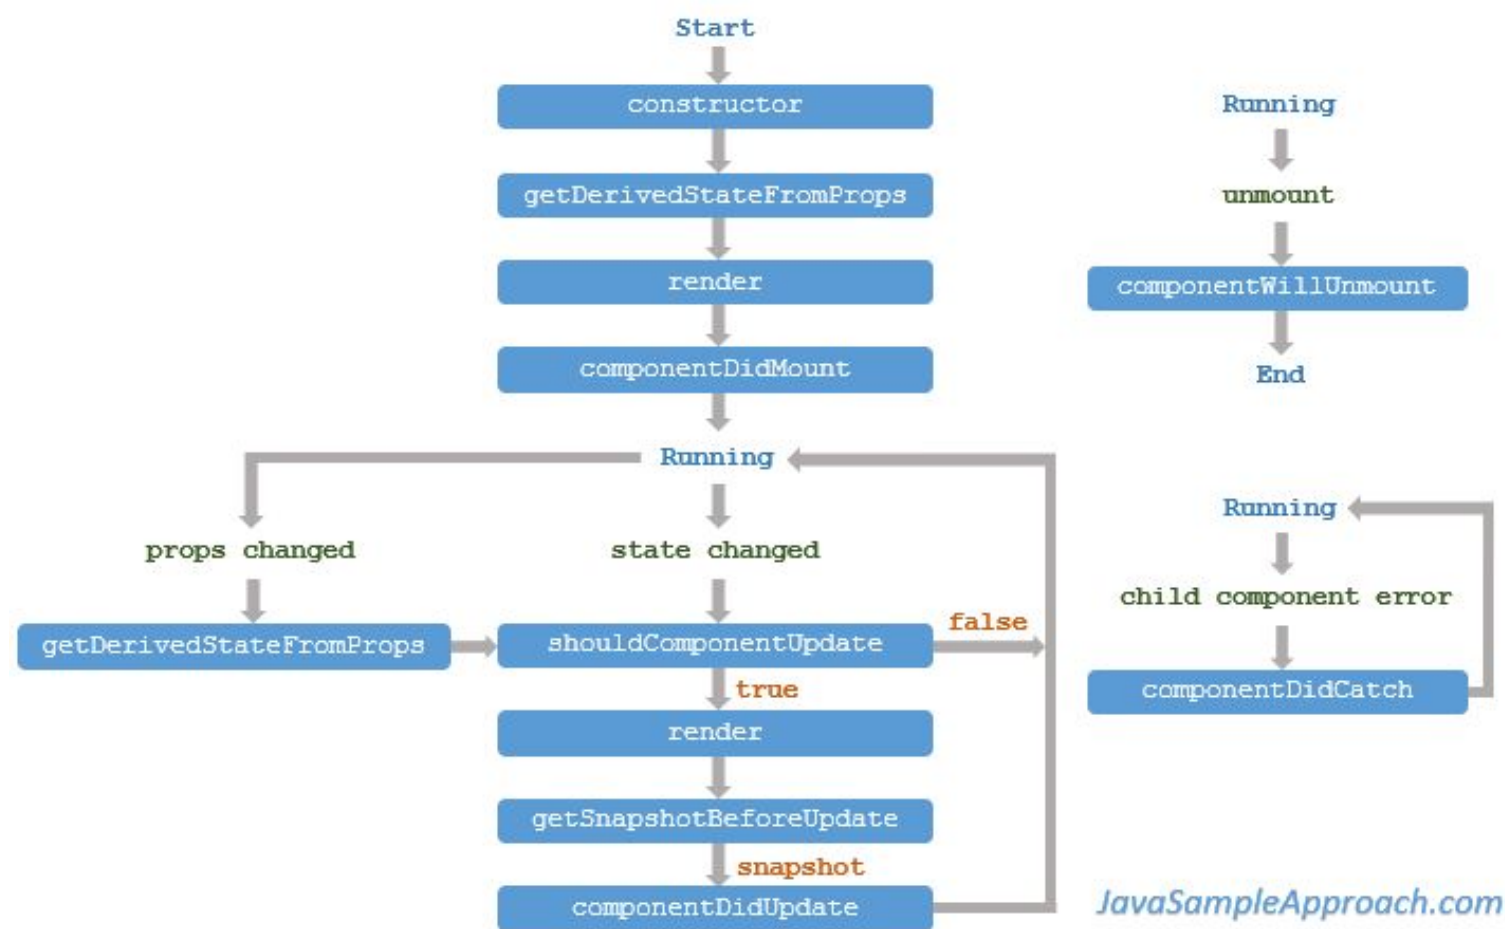 Start
constructor
getDerivedStateFromProps
render
componentDidMount
Running
props changed
state changed
getDerivedStateFromProps
shouldComponentUpdate
false
true
render
getSnapshotBeforeUpdate
snapshot
componentDidUpdate
Running
unmount
componentWillUnmount
End
Running
child component error
componentDidCatch
JavaSampleApproach.com